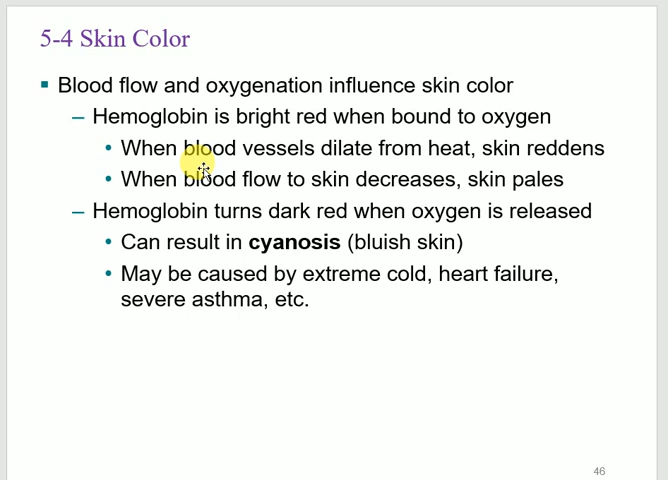 5-4 Skin Color
▪ Blood flow and oxygenation influence skin color
– Hemoglobin is bright red when bound to oxygen
• When blood vessels dilate from heat, skin reddens
• When blood flow to skin decreases, skin pales
– Hemoglobin turns dark red when oxygen is released
• Can result in cyanosis (bluish skin)
• May be caused by extreme cold, heart failure,
severe asthma, etc.
46